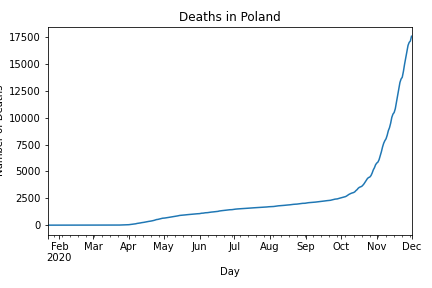 Deaths in Poland
Number of Deaths
17500
15000
12500
10000
7500
5000
2500
0
Feb Mar Apr May Jun Jul Aug Sep Oct Nov Dec
2020
Day